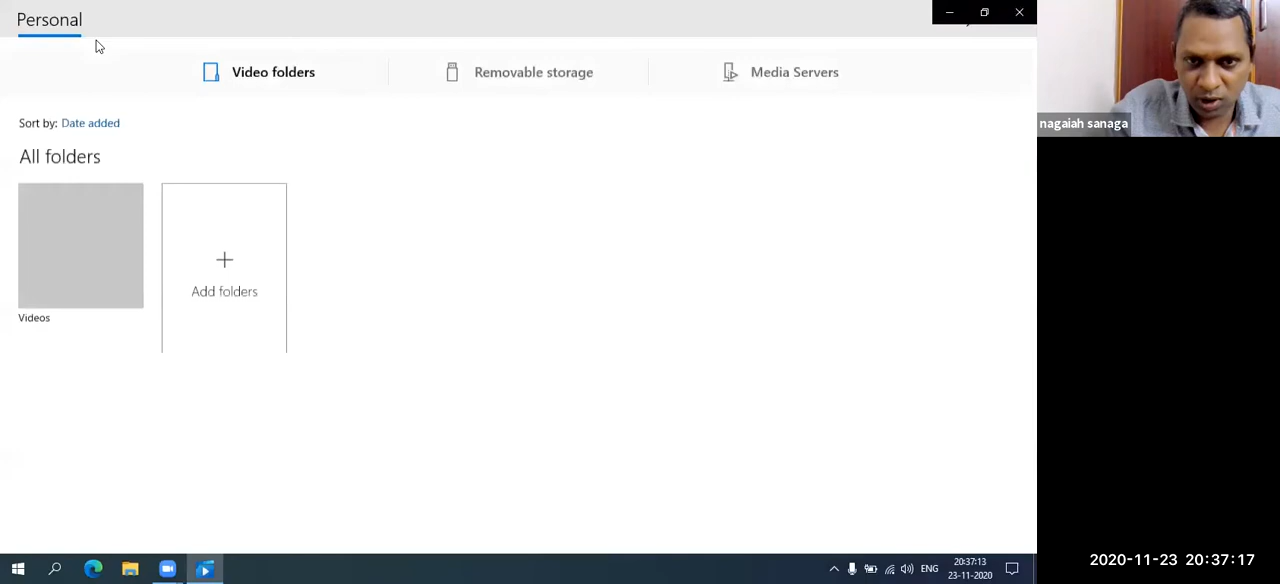 Personal
Video folders
Removable storage
Media Servers
nagaiah sanaga
Sort by: Date added
All folders
Add folders
Videos
ENG
20:37:13
23-11-2020
2020-11-23 20:37:17